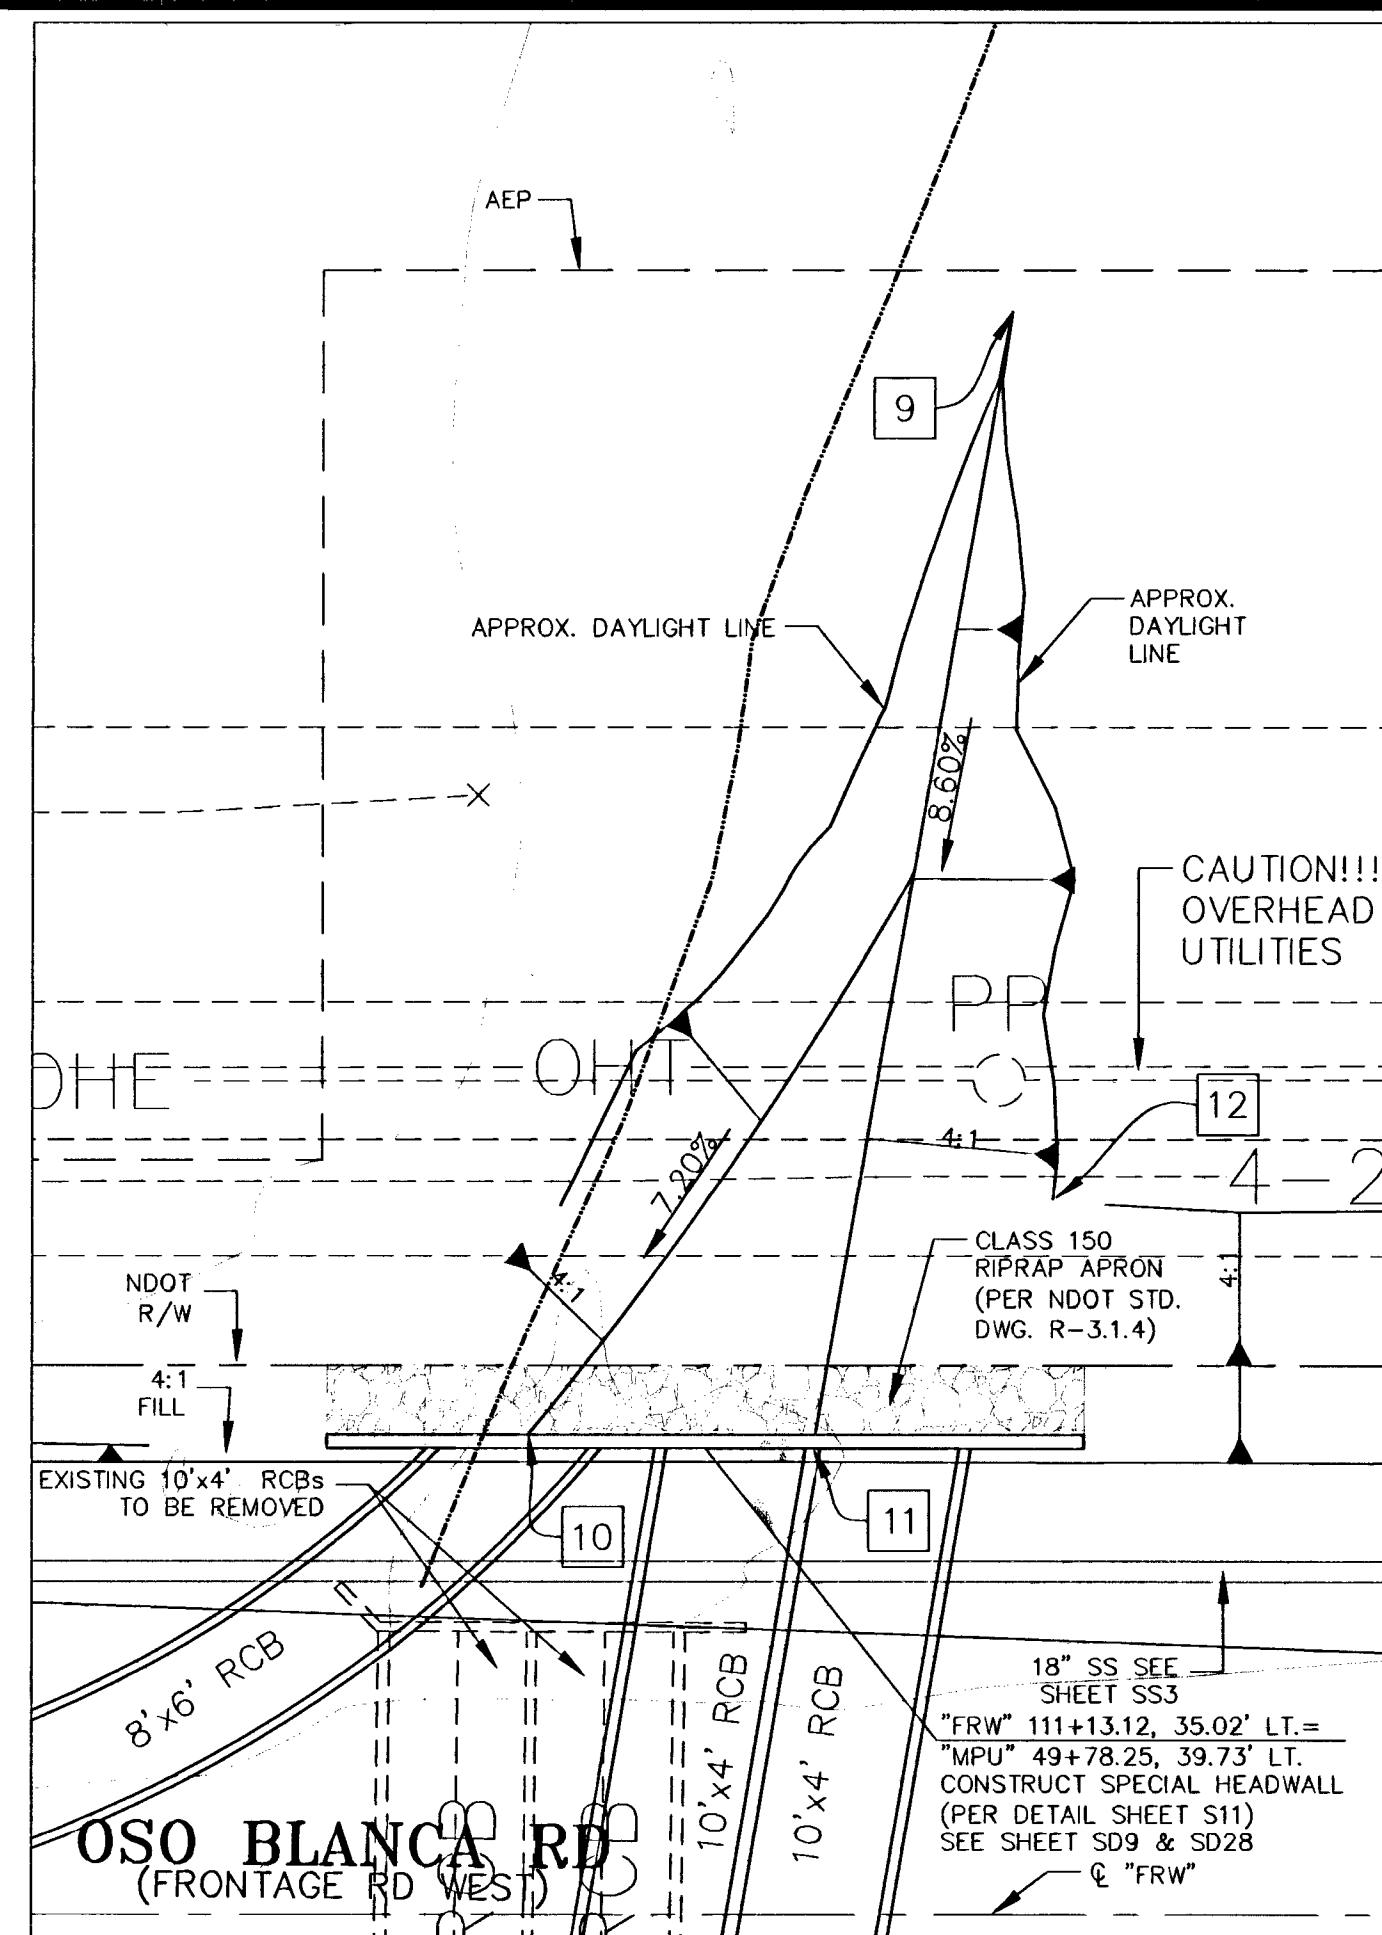 AEP
9
APPROX. DAYLIGHT LINE
APPROX.
DAYLIGHT
LINE
8.60%
CAUTION!!!
OVERHEAD
UTILITIES
PP
OHE
OHT
12
4:1
7.20%
4-2
4:1
CLASS 150
RIPRAP APRON
(PER NDOT STD.
DWG. R-3.1.4)
4:1
NDOT
R/W
4:1
FILL
EXISTING 10'x4' RCBs
TO BE REMOVED
10
11
8'x6' RCB
10'x4' RCB
10'x4' RCB
18" SS SEE
SHEET SS3
"FRW" 111+13.12, 35.02' LT.=
"MPU" 49+78.25, 39.73' LT.
CONSTRUCT SPECIAL HEADWALL
(PER DETAIL SHEET S11)
SEE SHEET SD9 & SD28
OSO BLANCA RD
(FRONTAGE RD WEST)
℄ "FRW"